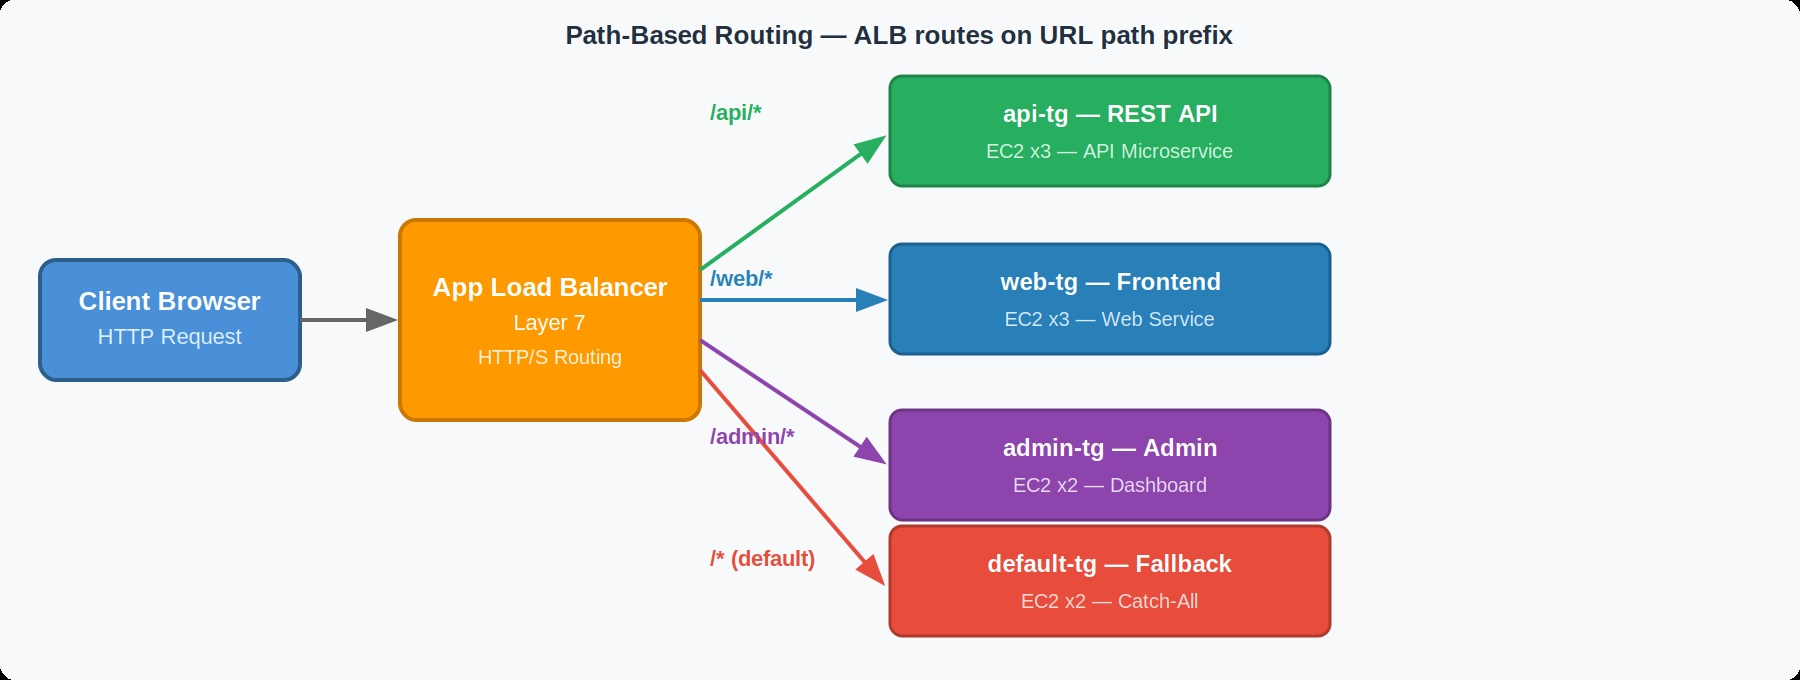 Path-Based Routing — ALB routes on URL path prefix
Client Browser
HTTP Request
App Load Balancer
Layer 7
HTTP/S Routing
/api/*
api-tg — REST API
EC2 x3 — API Microservice
/web/*
web-tg — Frontend
EC2 x3 — Web Service
/admin/*
admin-tg — Admin
EC2 x2 — Dashboard
/* (default)
default-tg — Fallback
EC2 x2 — Catch-All